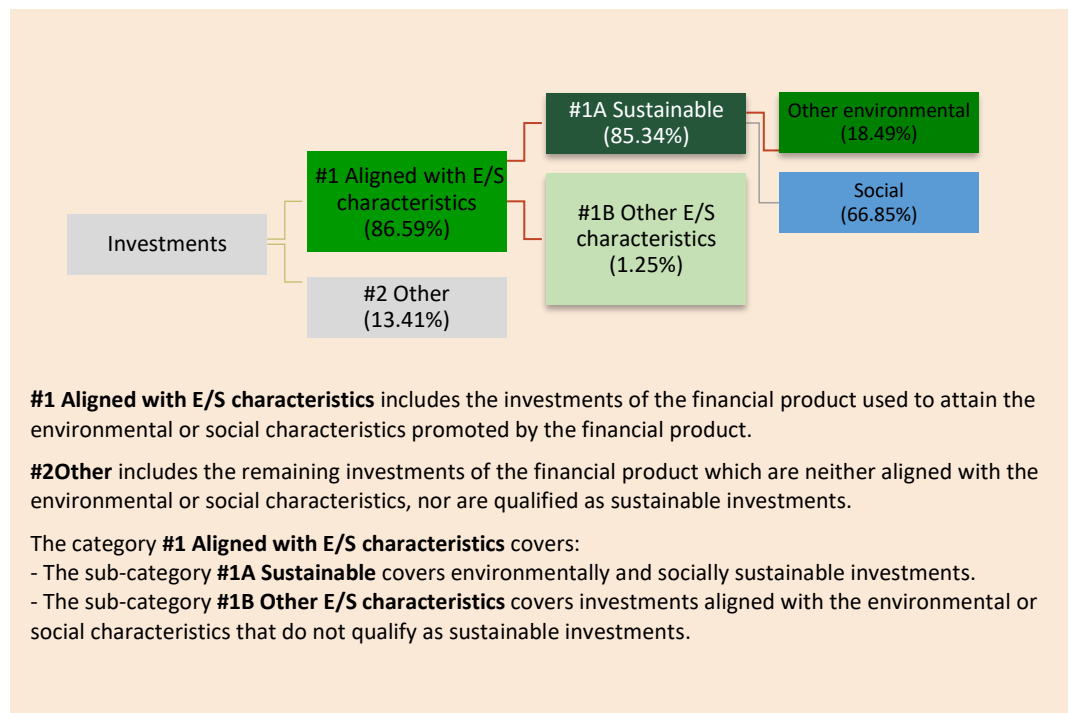 Investments
#1 Aligned with E/S
characteristics
(86.59%)
#2 Other
(13.41%)
#1A Sustainable
(85.34%)
#1B Other E/S
characteristics
(1.25%)
Other environmental
(18.49%)
Social
(66.85%)
#1 Aligned with E/S characteristics includes the investments of the financial product used to attain the
environmental or social characteristics promoted by the financial product.
#2Other includes the remaining investments of the financial product which are neither aligned with the
environmental or social characteristics, nor are qualified as sustainable investments.
The category #1 Aligned with E/S characteristics covers:
- The sub-category #1A Sustainable covers environmentally and socially sustainable investments.
- The sub-category #1B Other E/S characteristics covers investments aligned with the environmental or
social characteristics that do not qualify as sustainable investments.